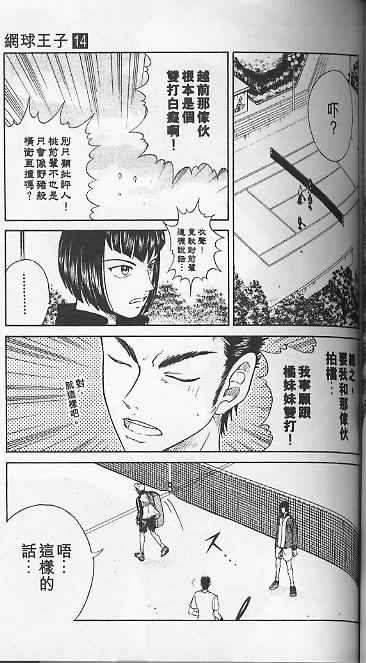 網球王子 14
吓?
越前那傢伙
根本是個
雙打白癡啊!
別只顧批評人!
桃前輩不也是
只會像野豬般
橫衝直撞嗎?
收聲!
竟敢對前輩
這樣說話…
………
總之,
要我和那傢伙
拍檔…
我寧願跟
橘妹妹雙打!
對
就這樣吧
唔…
這樣的
話…